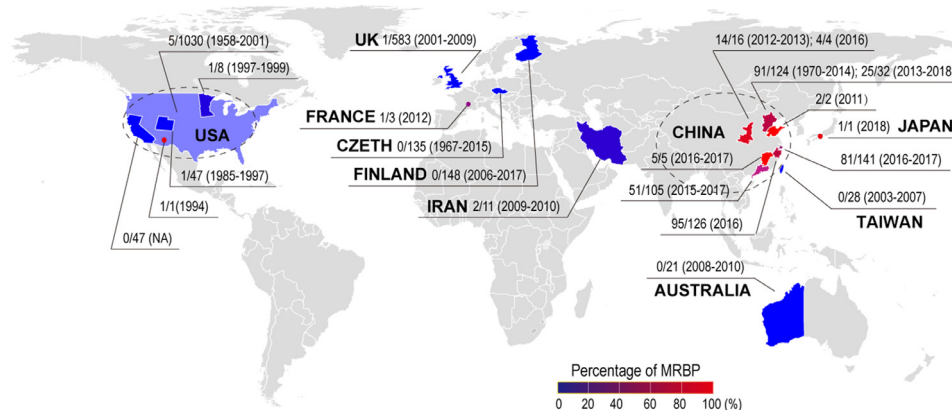 5/1030 (1958-2001)
1/8 (1997-1999)
USA
1/47 (1985-1997)
1/1(1994)
0/47 (NA)
UK 1/583 (2001-2009)
FRANCE 1/3 (2012)
CZETH 0/135 (1967-2015)
FINLAND 0/148 (2006-2017)
IRAN 2/11 (2009-2010)
14/16 (2012-2013); 4/4 (2016)
91/124 (1970-2014); 25/32 (2013-2018)
2/2 (2011)
CHINA
1/1 (2018) JAPAN
5/5 (2016-2017)
81/141 (2016-2017)
51/105 (2015-2017)
95/126 (2016)
0/28 (2003-2007)
TAIWAN
0/21 (2008-2010)
AUSTRALIA
Percentage of MRBP
0 20 40 60 80 100 (%)